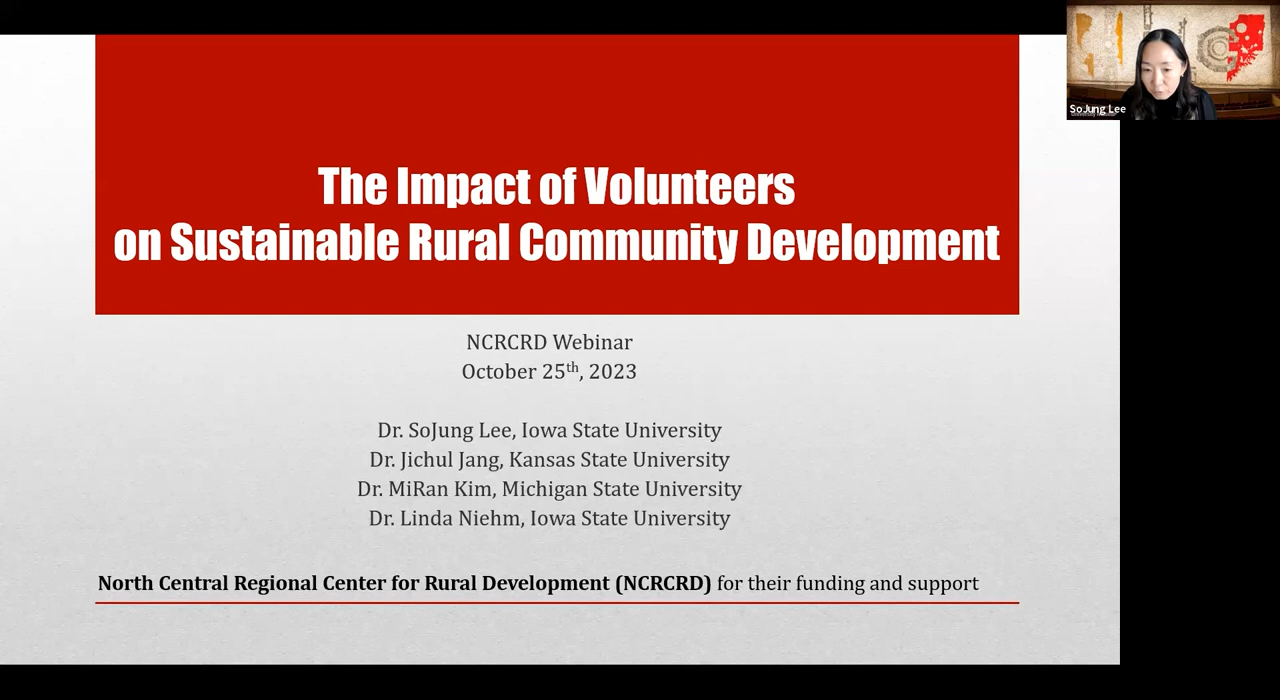 The Impact of Volunteers
on Sustainable Rural Community Development
NCRCRD Webinar
October 25th, 2023
Dr. SoJung Lee, Iowa State University
Dr. Jichul Jang, Kansas State University
Dr. MiRan Kim, Michigan State University
Dr. Linda Niehm, Iowa State University
North Central Regional Center for Rural Development (NCRCRD) for their funding and support
SoJung Lee